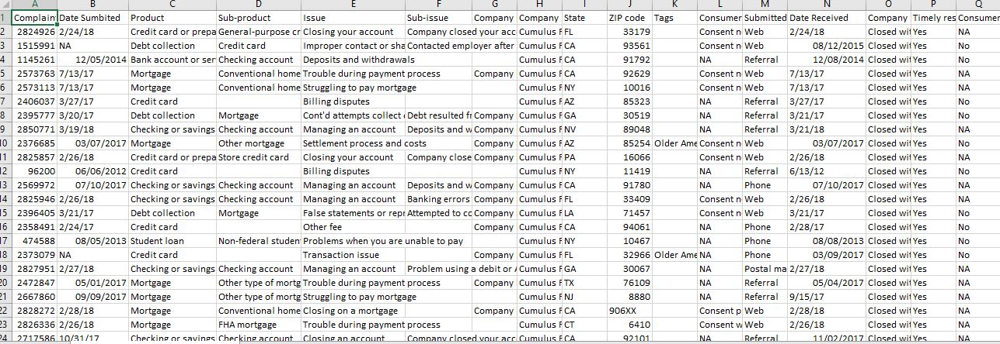 A B C D E F G H I J K L M N O P Q
1 Complain Date Sumbited Product Sub-product Issue Sub-issue Company Company State ZIP code Tags Consumer Submitted Date Received Company Timely res Consumer
2 2824926 2/24/18 Credit card or prepa General-purpose cr Closing your account Company closed your acc Cumulus F FL 33179 Consent n Web 2/24/18 Closed wit Yes NA
3 1515991 NA Debt collection Credit card Improper contact or sha Contacted employer after Cumulus F CA 93561 Consent n Web 08/12/2015 Closed wit Yes No
4 1145261 12/05/2014 Bank account or ser Checking account Deposits and withdrawals Cumulus F CA 91792 NA Referral 12/08/2014 Closed wit Yes No
5 2573763 7/13/17 Mortgage Conventional home Trouble during payment process Company Cumulus F CA 92629 Consent n Web 7/13/17 Closed wit Yes NA
6 2573113 7/13/17 Mortgage Conventional home Struggling to pay mortgage Cumulus F NY 10016 Consent n Web 7/13/17 Closed wit Yes NA
7 2406037 3/27/17 Credit card Billing disputes Cumulus F AZ 85323 NA Referral 3/27/17 Closed wit Yes No
8 2395777 3/20/17 Debt collection Mortgage Cont'd attempts collect Debt resulted fr Company Cumulus F GA 30519 NA Referral 3/21/17 Closed wit Yes No
9 2850771 3/19/18 Checking or savings Checking account Managing an account Deposits and w Company Cumulus F NV 89048 NA Referral 3/21/18 Closed wit Yes NA
10 2376685 03/07/2017 Mortgage Other mortgage Settlement process and costs Company Cumulus F AZ 85254 Older Ame Consent n Web 03/07/2017 Closed wit Yes No
11 2825857 2/26/18 Credit card or prepa Store credit card Closing your account Company close Company Cumulus F PA 16066 Consent n Web 2/26/18 Closed wit Yes NA
12 96200 06/06/2012 Credit card Billing disputes Cumulus F NY 11419 NA Referral 6/13/12 Closed wit Yes No
13 2569972 07/10/2017 Checking or savings Checking account Managing an account Deposits and w Company Cumulus F CA 91780 NA Phone 07/10/2017 Closed wit Yes NA
14 2825946 2/26/18 Checking or savings Checking account Managing an account Banking errors Company Cumulus F FL 33409 Consent n Web 2/26/18 Closed wit Yes NA
15 2396405 3/21/17 Debt collection Mortgage False statements or repr Attempted to cc Company Cumulus F LA 71457 Consent n Web 3/21/17 Closed wit Yes No
16 2358491 2/24/17 Credit card Other fee Company Cumulus F CA 94061 NA Phone 2/28/17 Closed wit Yes No
17 474588 08/05/2013 Student loan Non-federal studen Problems when you are unable to pay Cumulus F NY 10467 NA Phone 08/08/2013 Closed wit Yes No
18 2373079 NA Credit card Transaction issue Company Cumulus F FL 32966 Older Ame NA Phone 03/09/2017 Closed wit Yes No
19 2827951 2/27/18 Checking or savings Checking account Managing an account Problem using a debit or A Cumulus F GA 30067 NA Postal ma 2/27/18 Closed wit Yes NA
20 2472847 05/01/2017 Mortgage Other type of mortg Trouble during payment process Company Cumulus F TX 76109 NA Referral 05/04/2017 Closed wit Yes NA
21 2667860 09/09/2017 Mortgage Other type of mortg Struggling to pay mortgage Cumulus F NJ 8880 NA Referral 9/15/17 Closed wit Yes NA
22 2828272 2/28/18 Mortgage Conventional home Closing on a mortgage Company Cumulus F CA 906XX Consent p Web 2/28/18 Closed wit Yes NA
23 2826336 2/26/18 Mortgage FHA mortgage Trouble during payment process Cumulus F CT 6410 Consent w Web 2/26/18 Closed wit Yes NA
24 2717586 10/31/17 Checking or savings Checking account Closing an account Company closed your acc Cumulus F CA 92101 NA Referral 11/02/2017 Closed wit Yes NA